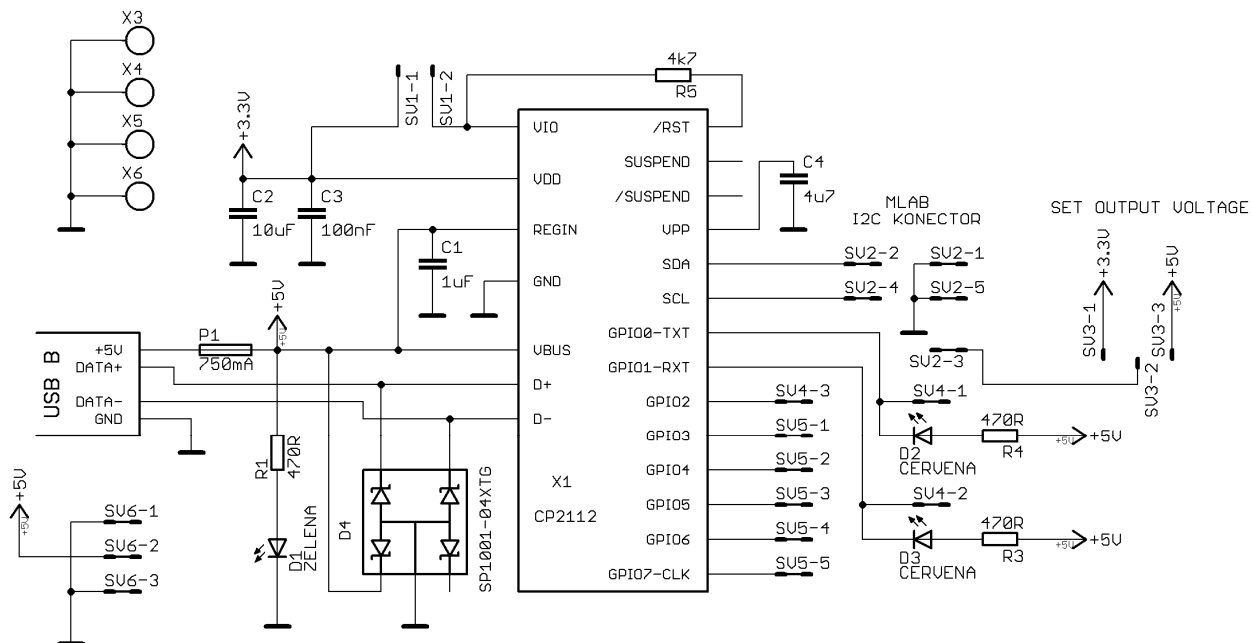 X3
X4
X5
X6
+3.3V
C2
10uF
C3
100nF
SV1-1
SV1-2
4k7
R5
VIO
VDD
REGIN
GND
VBUS
D+
D-
/RST
SUSPEND
/SUSPEND
VPP
SDA
SCL
GPIO0-TXT
GPIO1-RXT
GPIO2
GPIO3
GPIO4
GPIO5
GPIO6
GPIO7-CLK
X1
CP2112
C1
1uF
C4
4u7
MLAB
I2C KONECTOR
SV2-2
SV2-1
SV2-4
SV2-5
SV2-3
SET OUTPUT VOLTAGE
+3.3V
+5V
+5V
SV3-1
SV3-3
SV3-2
USB B
+5V
DATA+
DATA-
GND
P1
750mA
+5V
+5V
R1
470R
D1
ZELENA
D4
SP1001-04XTG
SV4-3
SV5-1
SV5-2
SV5-3
SV5-4
SV5-5
SV4-1
D2
CERVENA
470R
R4
+5V
+5V
SV4-2
D3
CERVENA
470R
R3
+5V
+5V
+5V
+5V
SV6-1
SV6-2
SV6-3